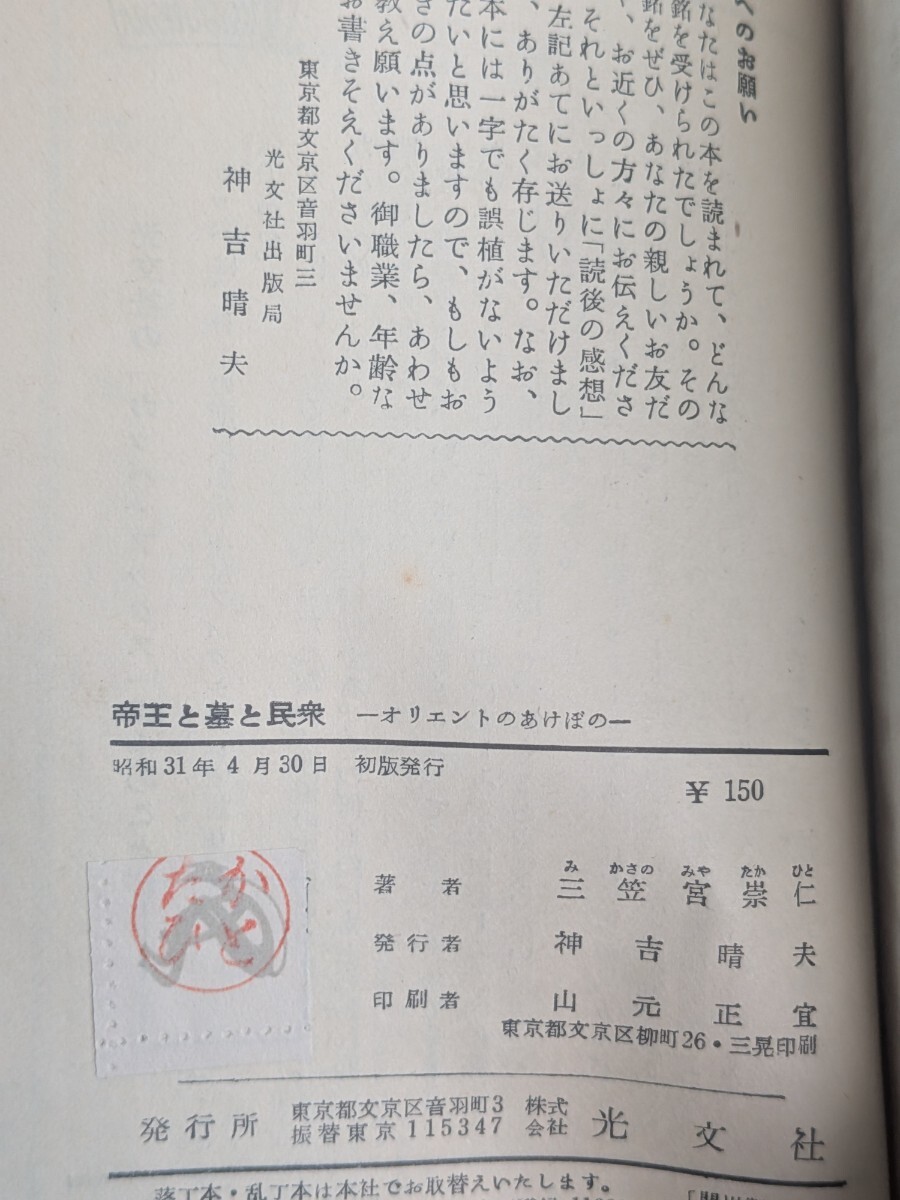 へのお願い
なたはこの本を読まれて、どんな
銘を受けられたでしょうか。その
銘をぜひ、あなたの親しいお友だ
、お近くの方々にお伝えくださ
それといっしょに「読後の感想」
左記あてにお送りいただけまし
、ありがたく存じます。なお、
本には一字でも誤植がないよう
たいと思いますので、もしもお
きの点がありましたら、あわせ
教え願います。御職業、年齢な
お書きそえくださいませんか。
東京都文京区音羽町三
光文社出版局
神吉晴夫
帝王と墓と民衆 ―オリエントのあけぼの―
昭和31年4月30日 初版発行
¥150
みかさのみやたかひと
著者 三笠宮崇仁
発行者 神吉晴夫
印刷者 山元正宜
東京都文京区柳町26・三晃印刷
発行所 東京都文京区音羽町3 株式
振替東京115347 会社
光文社
落丁本・乱丁本は本社でお取替えいたします。